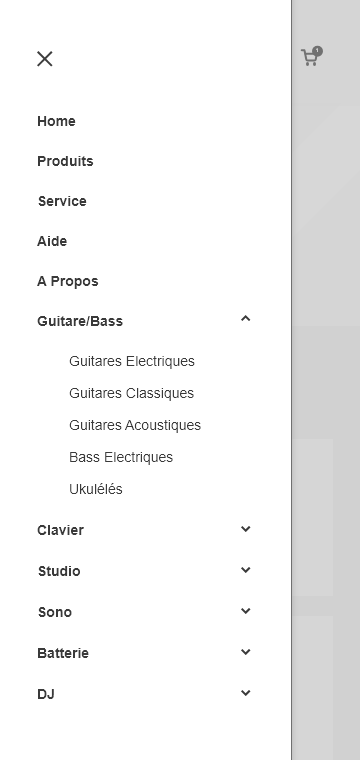 1
Home
Produits
Service
Aide
A Propos
Guitare/Bass
Guitares Electriques
Guitares Classiques
Guitares Acoustiques
Bass Electriques
Ukulélés
Clavier
Studio
Sono
Batterie
DJ